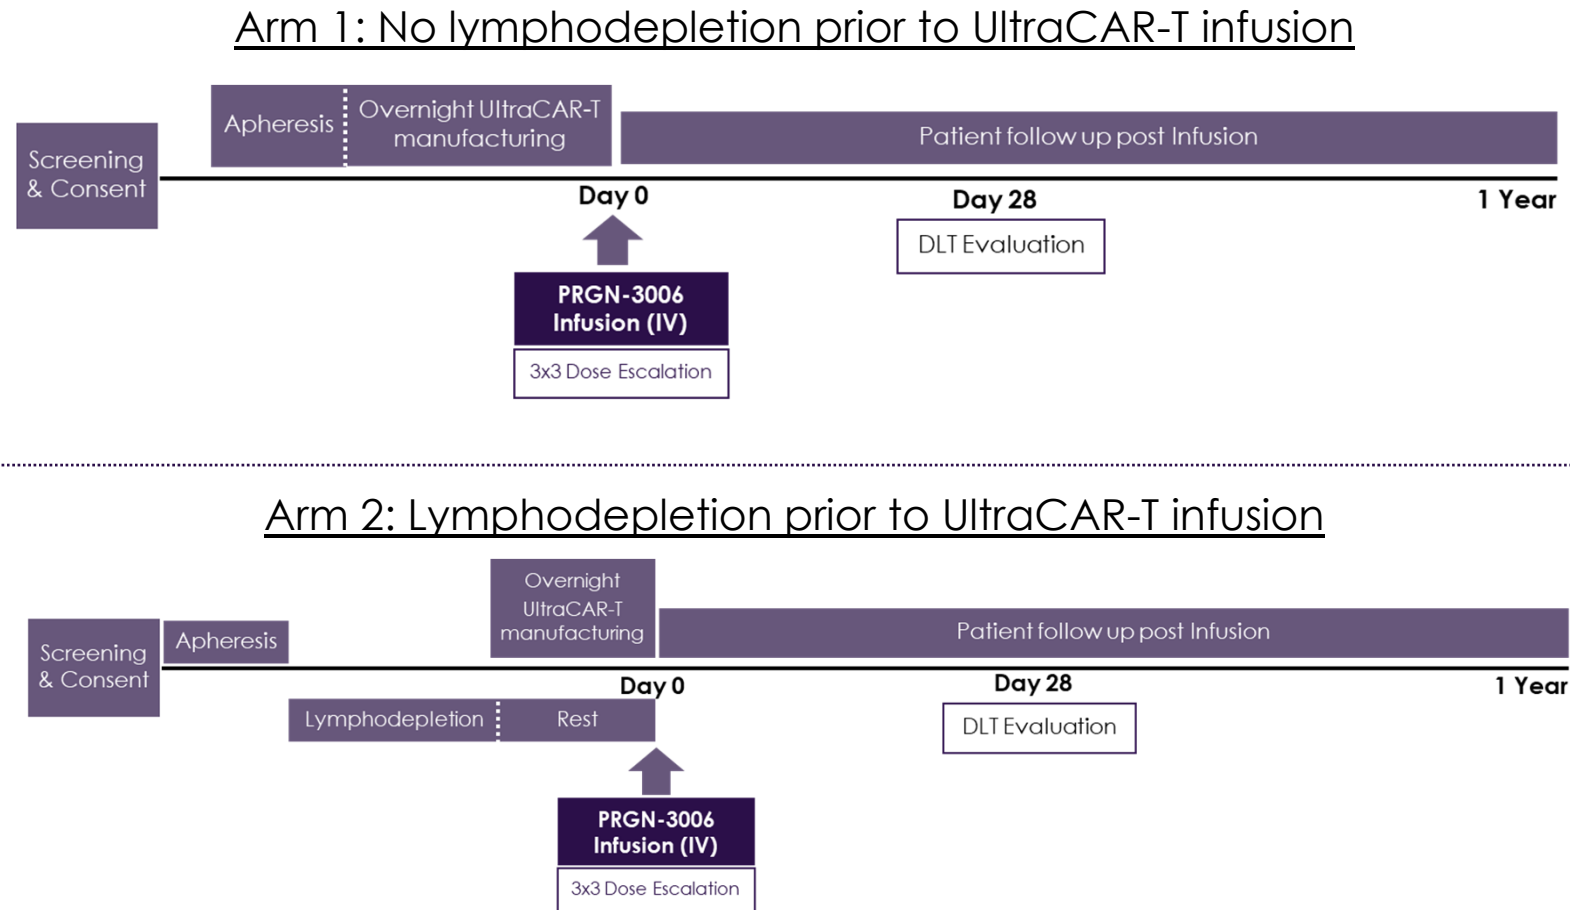 Arm 1: No lymphodepletion prior to UltraCAR-T infusion
Screening
& Consent
Apheresis
Overnight UltraCAR-T
manufacturing
Patient follow up post Infusion
Day 0
Day 28
1 Year
DLT Evaluation
PRGN-3006
Infusion (IV)
3x3 Dose Escalation
Arm 2: Lymphodepletion prior to UltraCAR-T infusion
Screening
& Consent
Apheresis
Overnight
UltraCAR-T
manufacturing
Patient follow up post Infusion
Day 0
Day 28
1 Year
Lymphodepletion
Rest
DLT Evaluation
PRGN-3006
Infusion (IV)
3x3 Dose Escalation